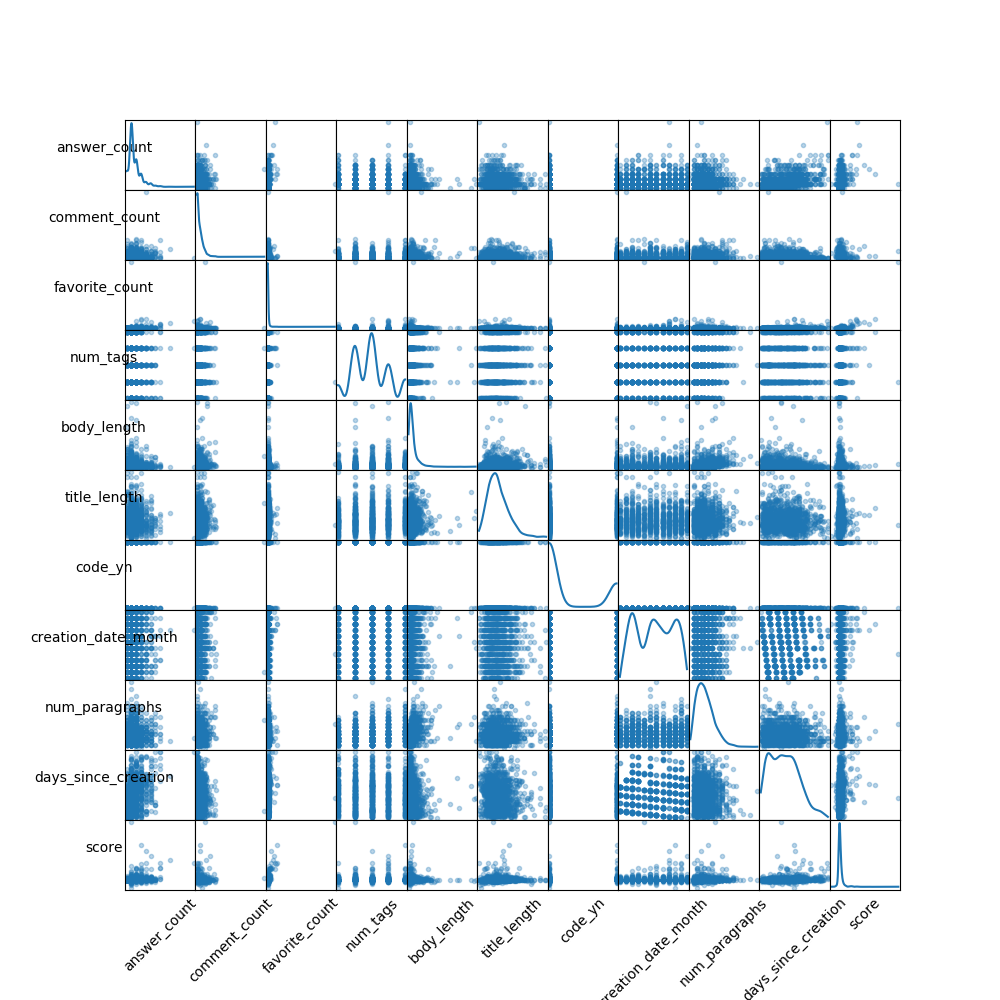 answer_count
comment_count
favorite_count
num_tags
body_length
title_length
code_yn
creation_date_month
num_paragraphs
days_since_creation
score
answer_count
comment_count
favorite_count
num_tags
body_length
title_length
code_yn
reation_date_month
num_paragraphs
days_since_creation
score